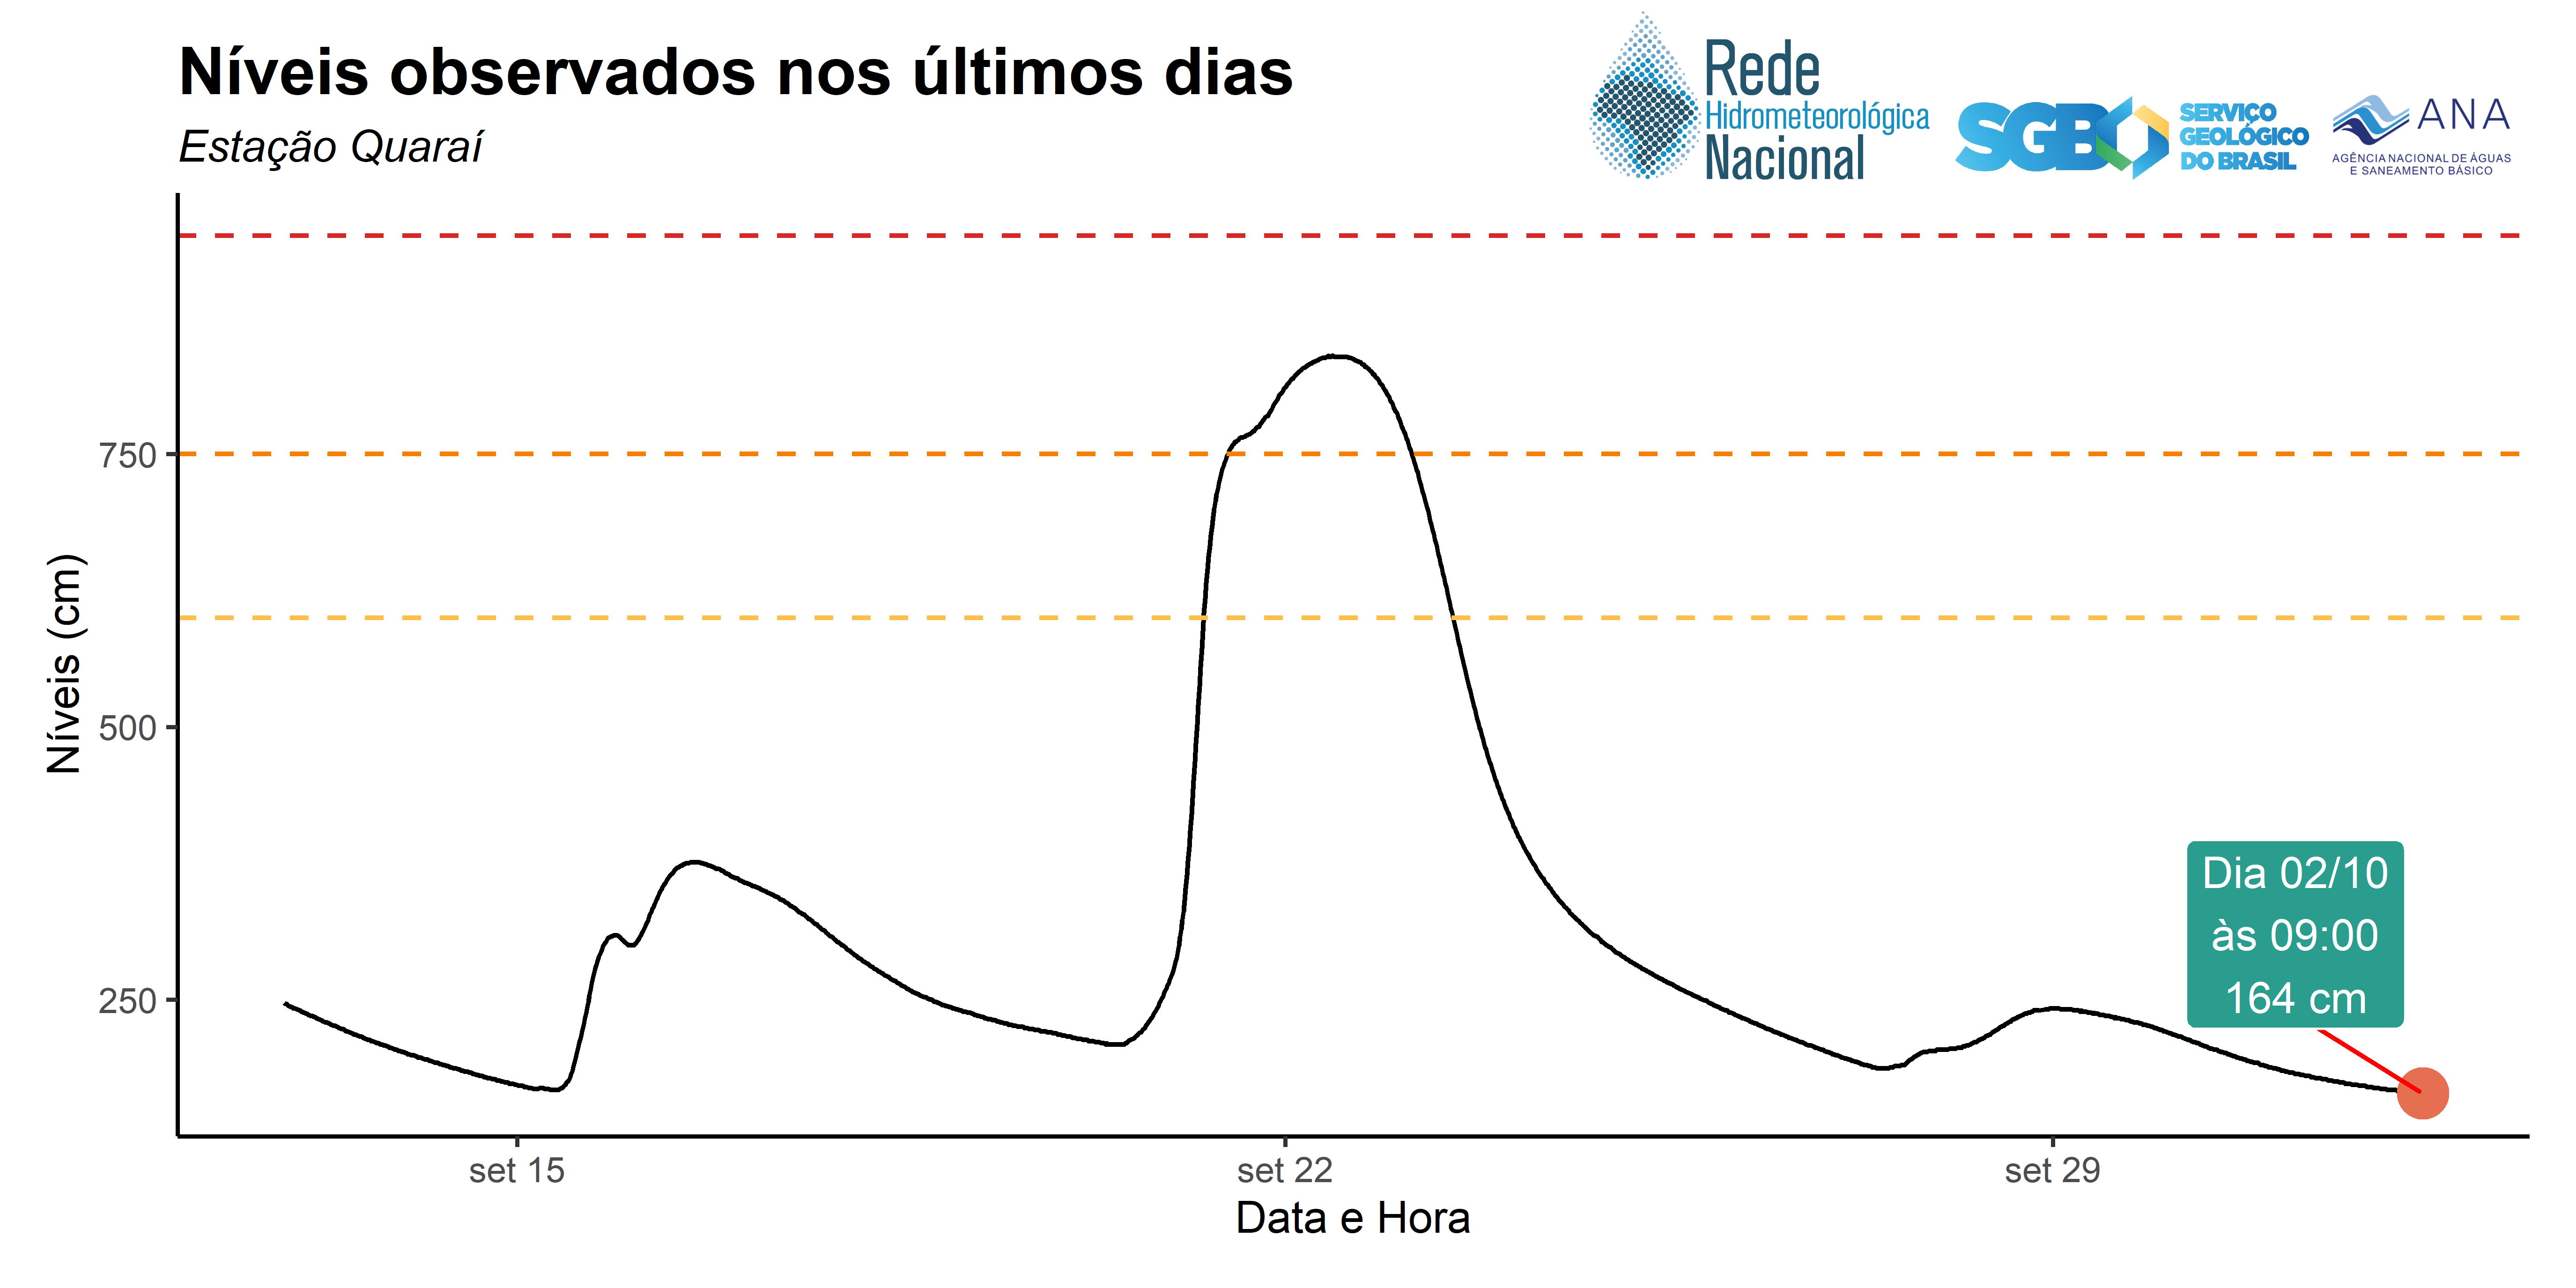 Níveis observados nos últimos dias
Estação Quaraí
Rede
Hidrometeorológica
Nacional
SGB
SERVIÇO
GEOLÓGICO
DO BRASIL
ANA
AGÊNCIA NACIONAL DE ÁGUAS
E SANEAMENTO BÁSICO
Níveis (cm)
750
500
250
Dia 02/10
às 09:00
164 cm
set 15
set 22
set 29
Data e Hora